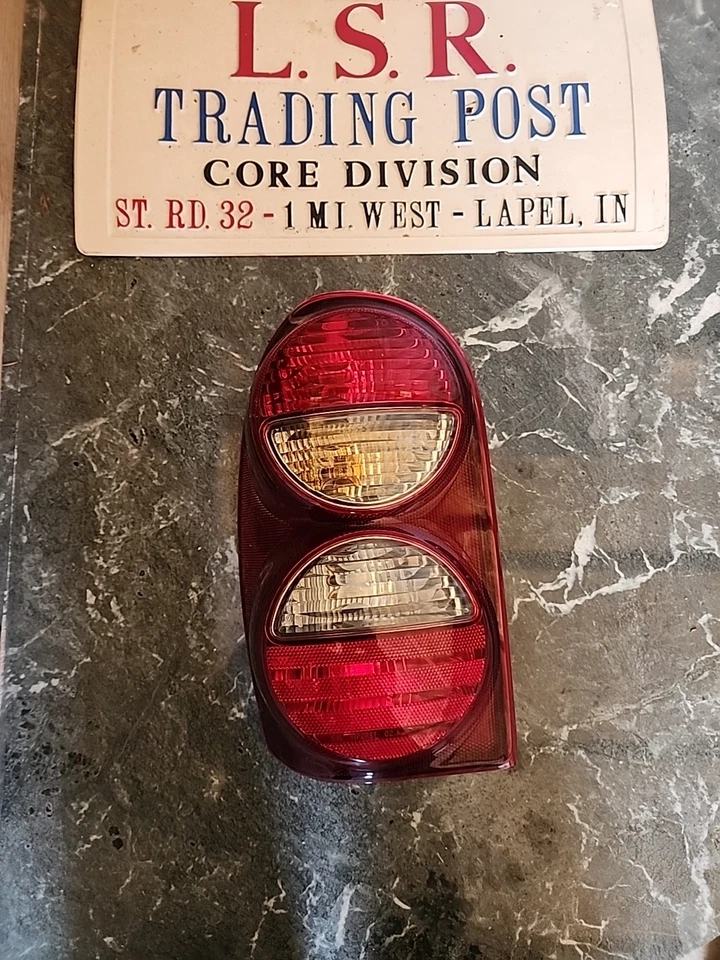 L.S.R.
TRADING POST
CORE DIVISION
ST. RD. 32 - 1 MI. WEST - LAPEL, IN